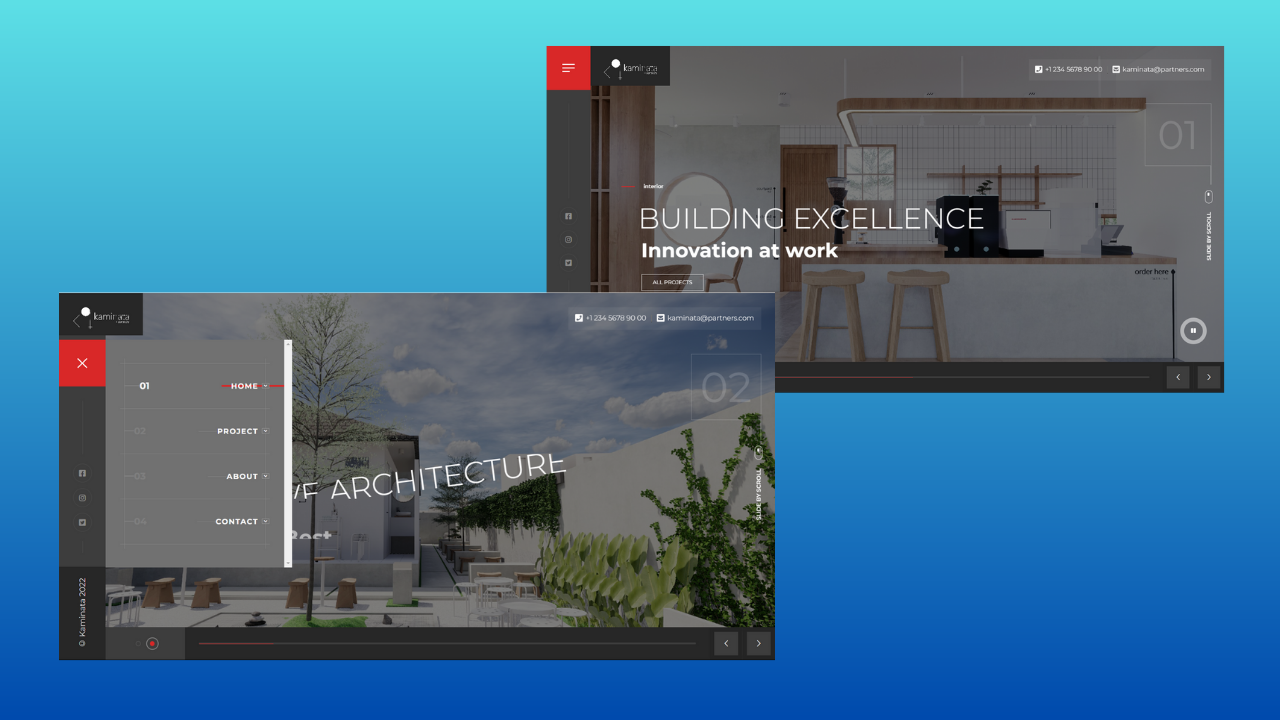 kaminata
+1 234 5678 90 00
kaminata@partners.com
01
Interior
BUILDING EXCELLENCE
Innovation at work
ALL PROJECTS
order here
SLIDE BY SCROLL
kaminata
+1 234 5678 90 00
kaminata@partners.com
02
01 HOME
02 PROJECT
03 ABOUT
04 CONTACT
ARCHITECTURE
SLIDE BY SCROLL
© Kaminata 2022